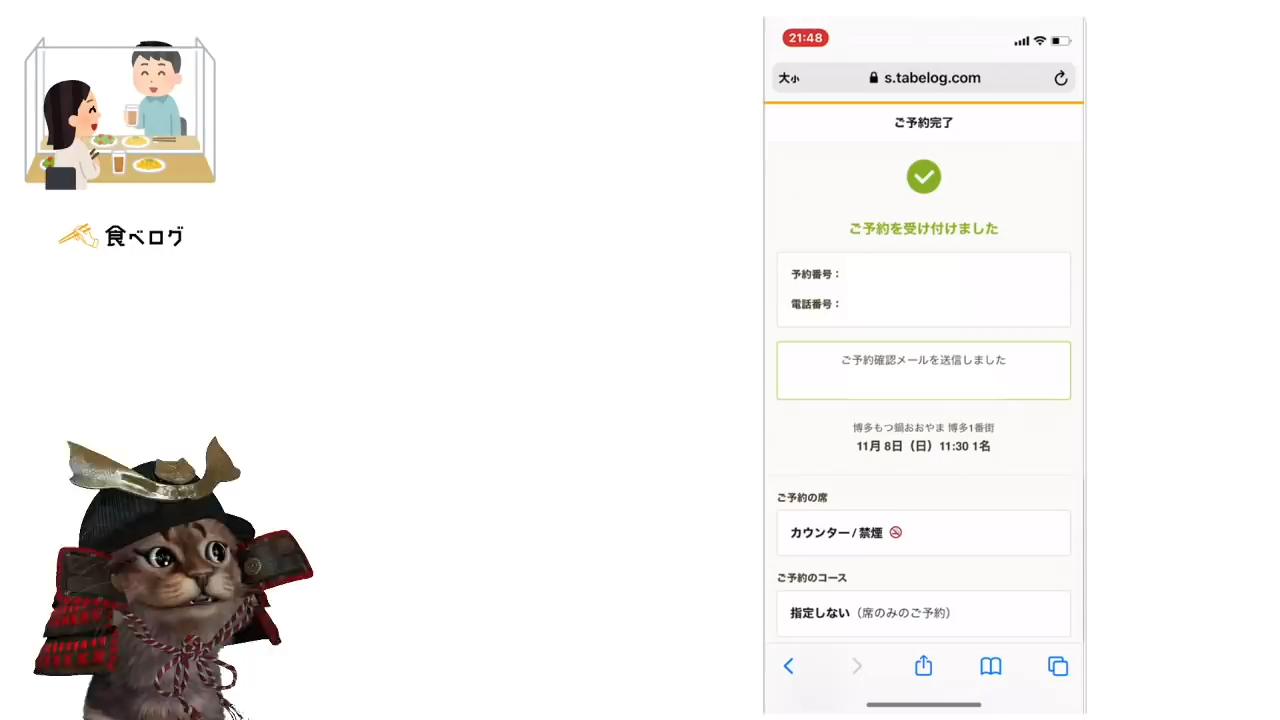 食べログ
21:48
大小
s.tabelog.com
ご予約完了
ご予約を受け付けました
予約番号：
電話番号：
ご予約確認メールを送信しました
博多もつ鍋おおやま 博多1番街
11月 8日（日）11:30 1名
ご予約の席
カウンター / 禁煙
ご予約のコース
指定しない（席のみのご予約）